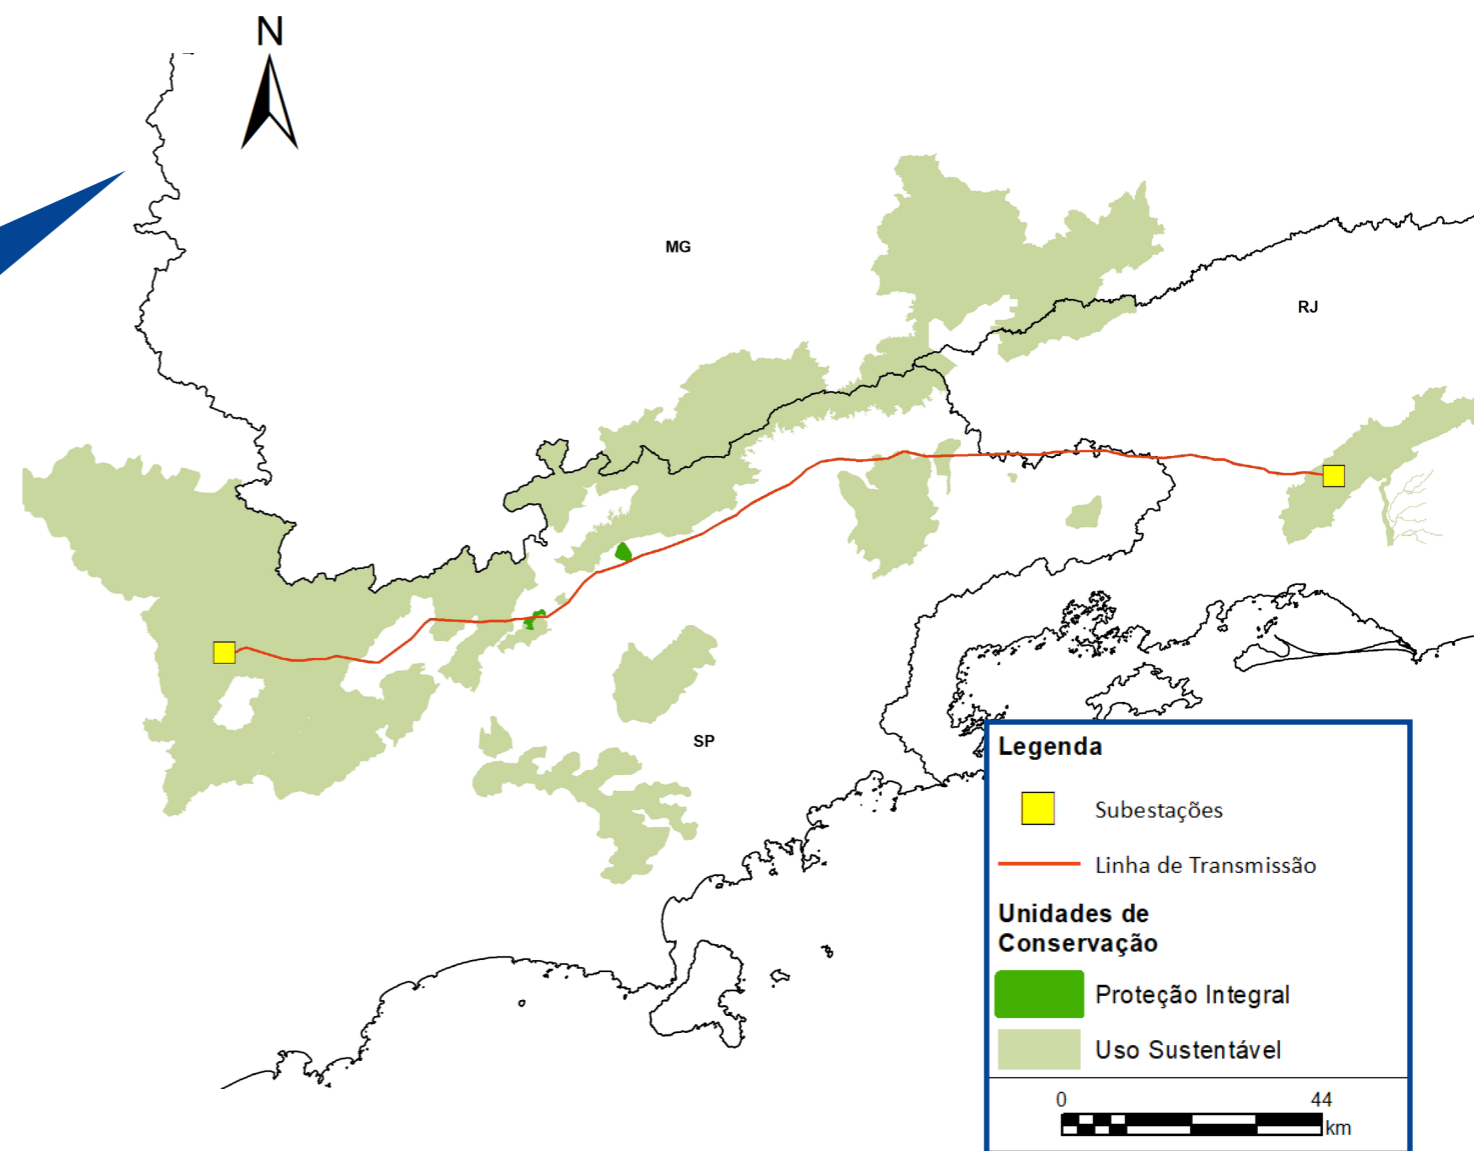 N
MG
RJ
SP
Legenda
Subestações
Linha de Transmissão
Unidades de
Conservação
Proteção Integral
Uso Sustentável
0 44
km